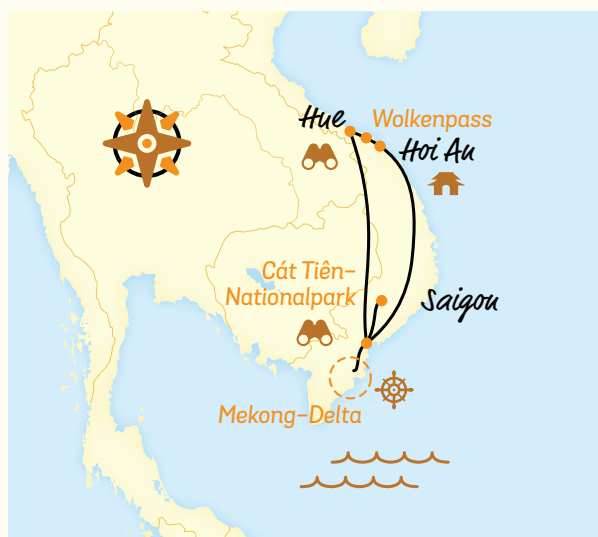 Hue
Wolkenpass
Hoi An
Cát Tiên-
Nationalpark
Saigon
Mekong-Delta